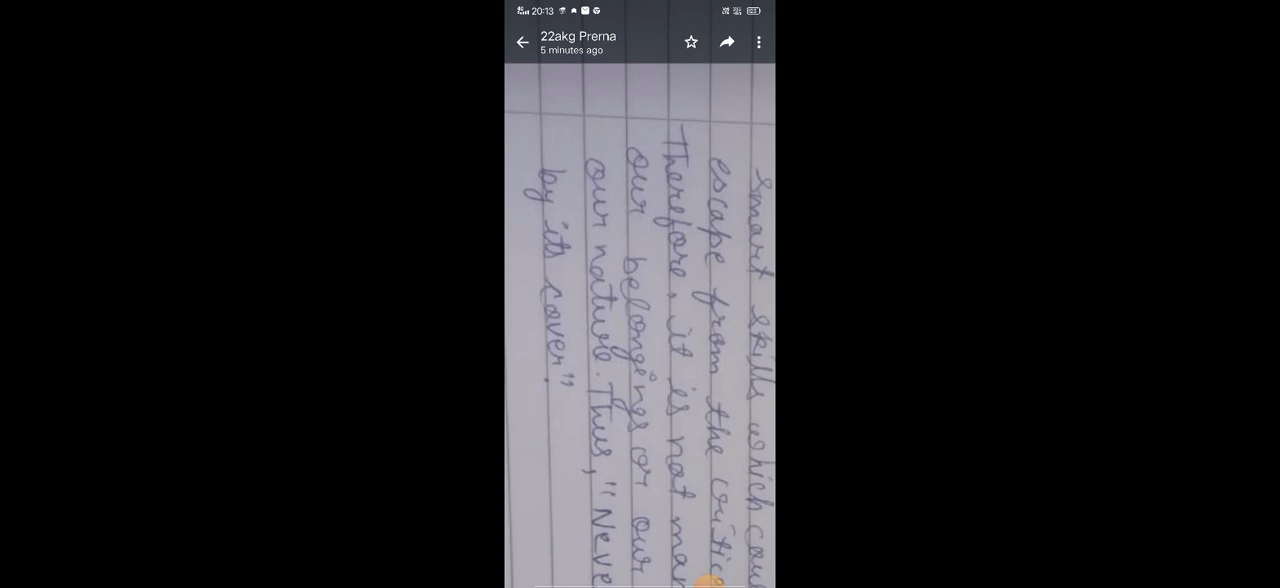 20:13
22akg Prerna
5 minutes ago
smart skills which
escape from the
Therefore, it is not
our belongings or our
our nature. Thus, "Neve
by its cover".